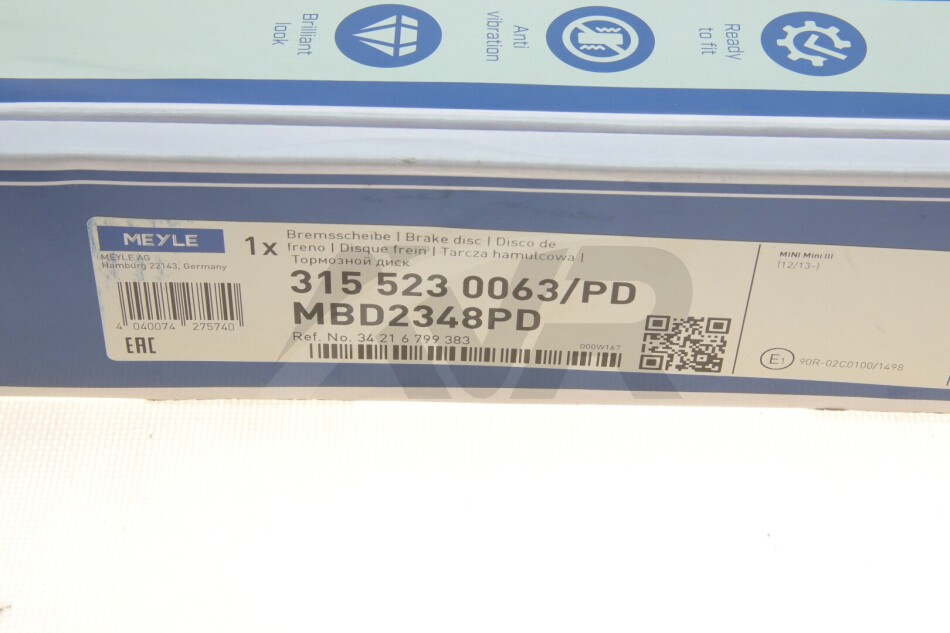 Brilliant
look
Anti
vibration
Ready
to fit
MEYLE
MEYLE AG
Hamburg 22143, Germany
4 040074 275740
EAC
1x
Bremsscheibe | Brake disc | Disco de
freno | Disque frein | Tarcza hamulcowa |
Тормозной диск
315 523 0063/PD
MBD2348PD
Ref. No. 34 21 6 799 383
000W167
MINI Mini III
(12/13-)
E1 90R-02C0100/1498